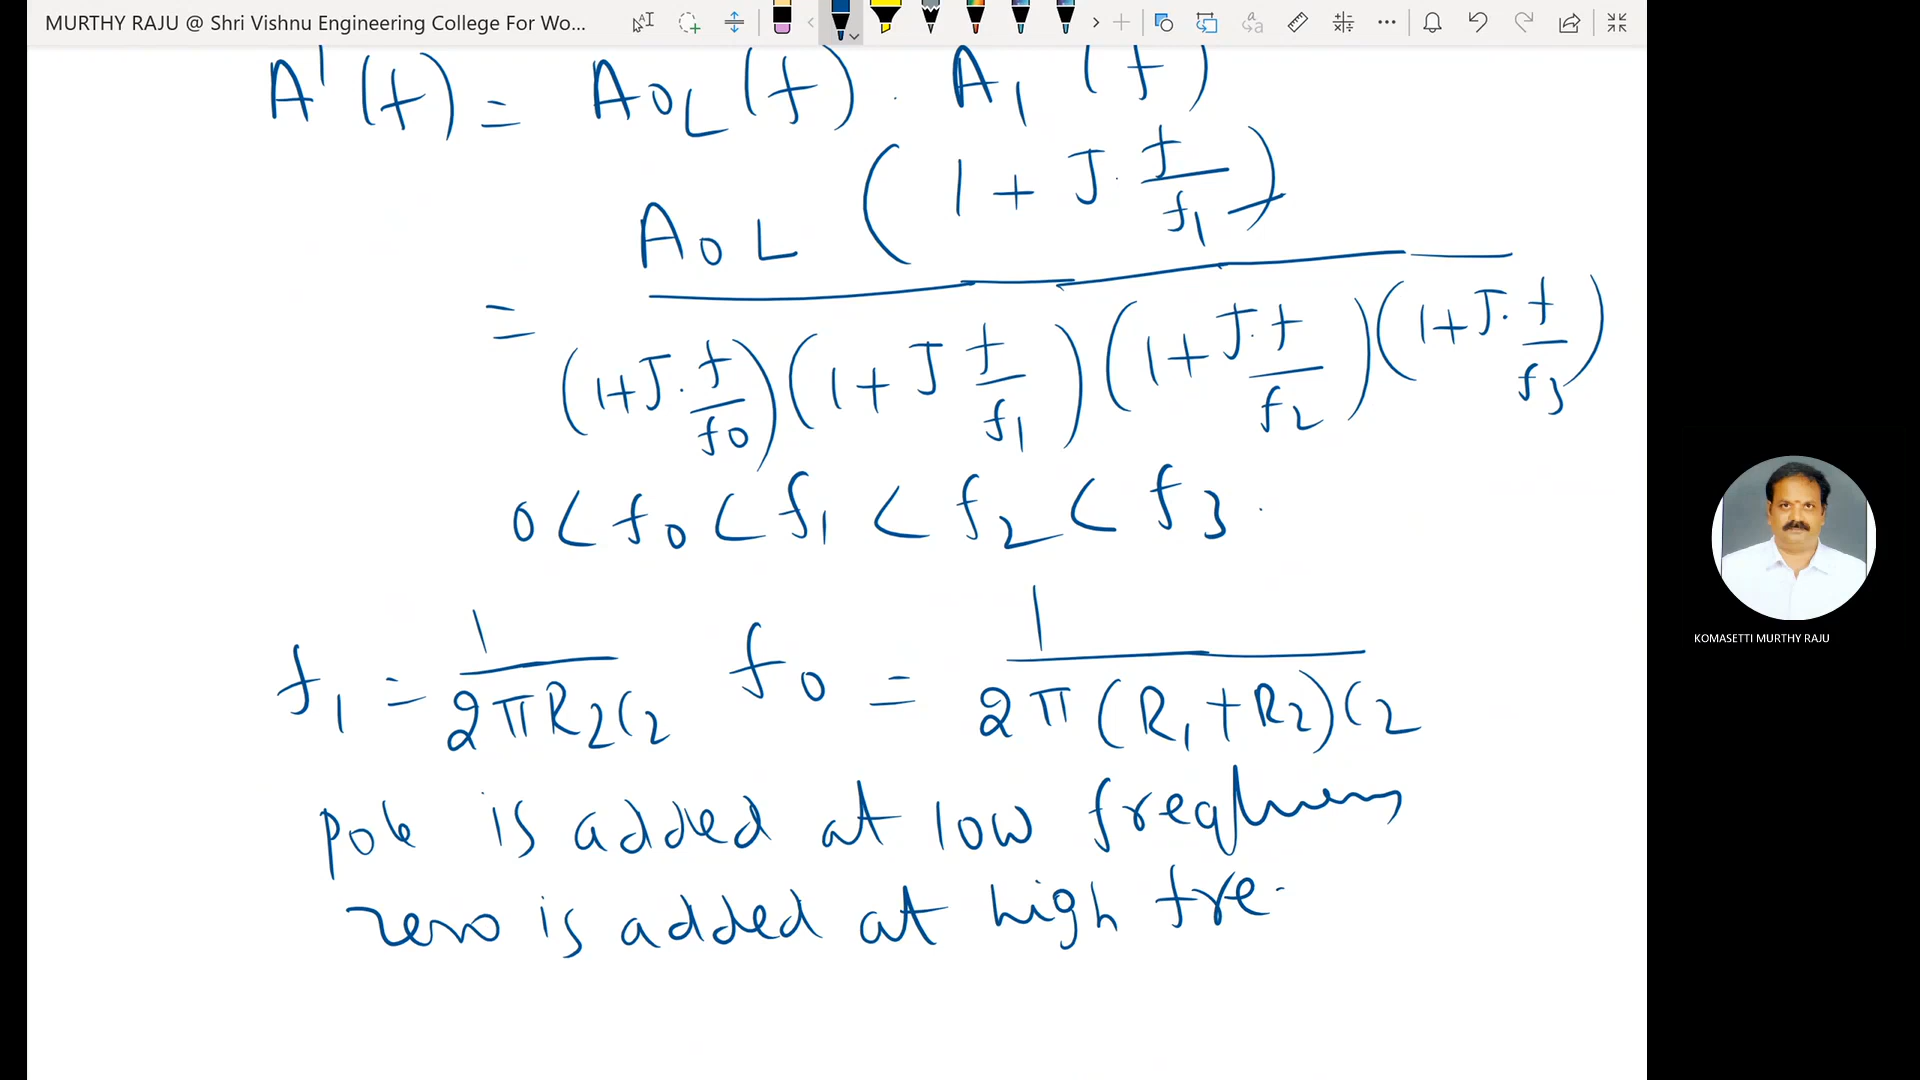 MURTHY RAJU @ Shri Vishnu Engineering College For Wo...
A'(f) = AOL(f) . A1(f)
= AOL (1 + J. f/f1) / (1+J. f/f0)(1 + J f/f1)(1+J. f/f2)(1+J. f/f3)
0 < f0 < f1 < f2 < f3.
f1 = 1/2πR2C2 f0 = 1/2π(R1+R2)C2
pole is added at low frequency
zero is added at high fre.
KOMASETTI MURTHY RAJU